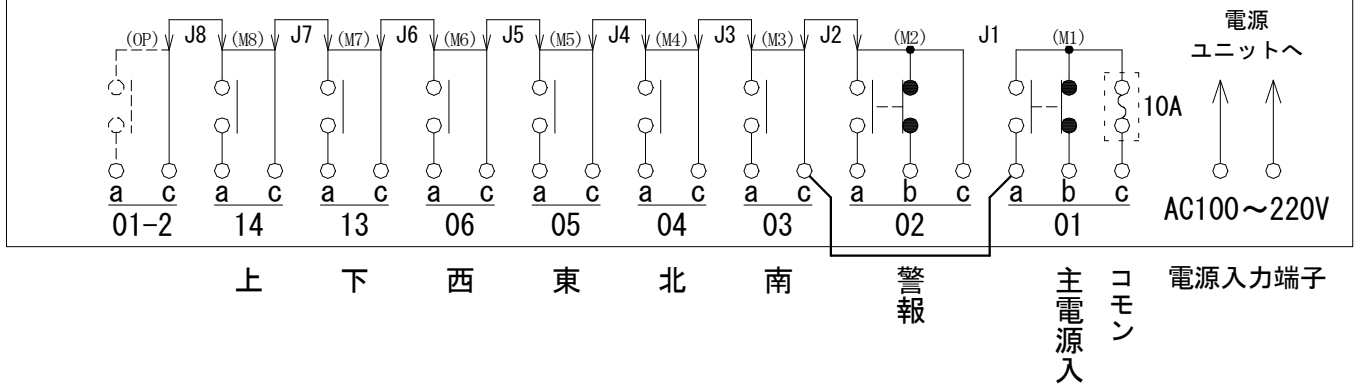 電源
ユニットへ
(OP) J8 (M8) J7 (M7) J6 (M6) J5 (M5) J4 (M4) J3 (M3) J2 (M2) J1 (M1)
10A
a c a c a c a c a c a c a c a b c a b c
01-2 14 13 06 05 04 03 02 01 AC100～220V
上 下 西 東 北 南 警報 主電源入 コモン 電源入力端子